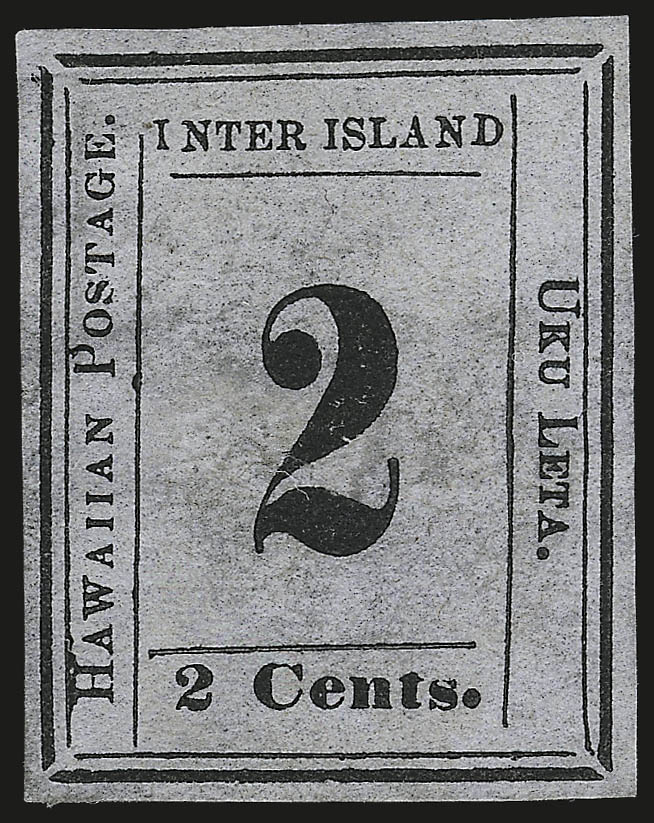 INTER ISLAND
HAWAIIAN POSTAGE.
2
UKU LETA.
2 Cents.